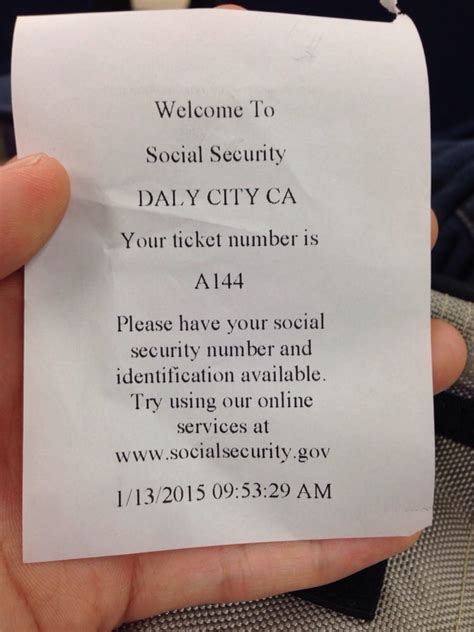 Welcome To
Social Security
DALY CITY CA
Your ticket number is
A144
Please have your social
security number and
identification available.
Try using our online
services at
www.socialsecurity.gov
1/13/2015 09:53:29 AM